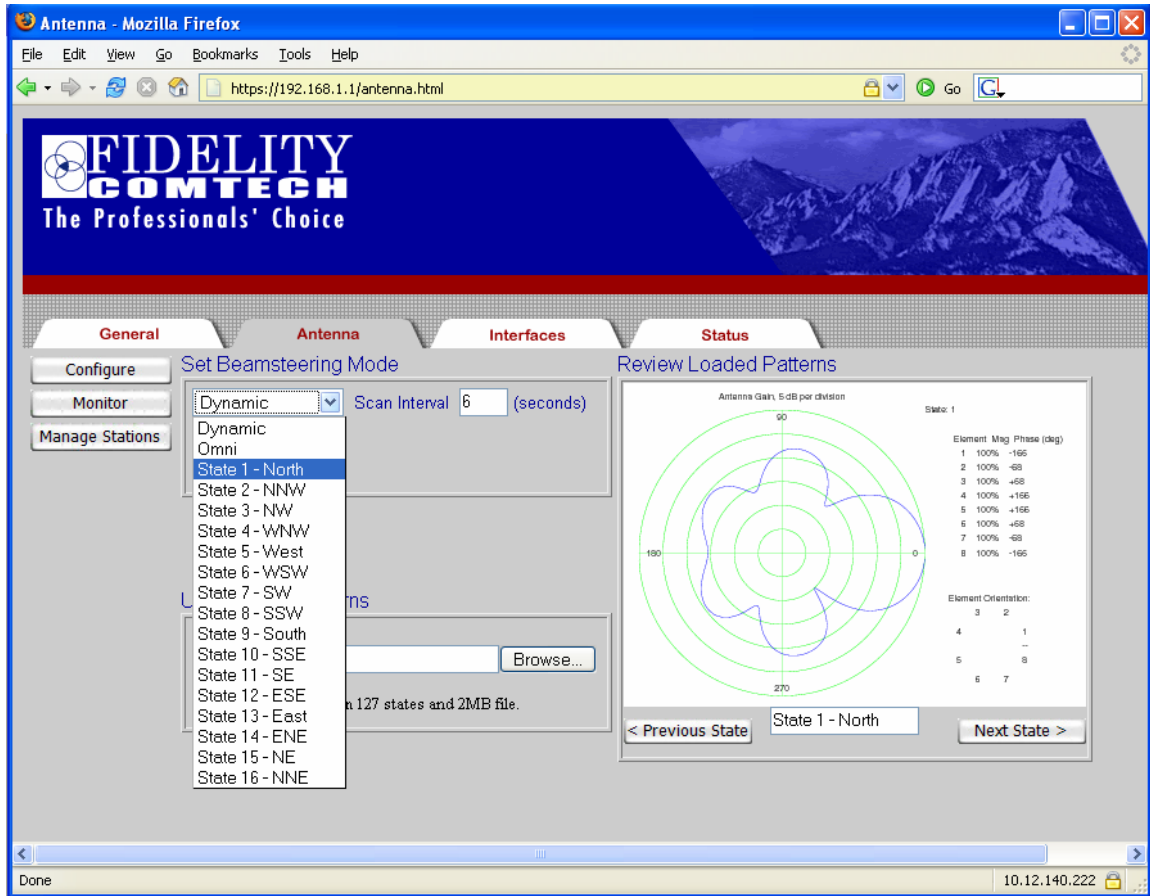 Antenna - Mozilla Firefox
File Edit View Go Bookmarks Tools Help
https://192.168.1.1/antenna.html
Go
G
FIDELITY
COMTECH
The Professionals' Choice
General Antenna Interfaces Status
Configure
Monitor
Manage Stations
Set Beamsteering Mode
Dynamic Scan Interval 6 (seconds)
Dynamic
Omni
State 1 - North
State 2 - NNW
State 3 - NW
State 4 - WNW
State 5 - West
State 6 - WSW
State 7 - SW
State 8 - SSW
State 9 - South
State 10 - SSE
State 11 - SE
State 12 - ESE
State 13 - East
State 14 - ENE
State 15 - NE
State 16 - NNE
Browse...
127 states and 2MB file.
Review Loaded Patterns
Antenna Gain, 5 dB per division
State: 1
90
180
0
270
Element Mag Phase (deg)
1 100% -166
2 100% -68
3 100% +68
4 100% +166
5 100% +166
6 100% +68
7 100% -68
8 100% -166
Element Orientation:
3 2
4 1
--
5 8
6 7
< Previous State State 1 - North Next State >
Done 10.12.140.222